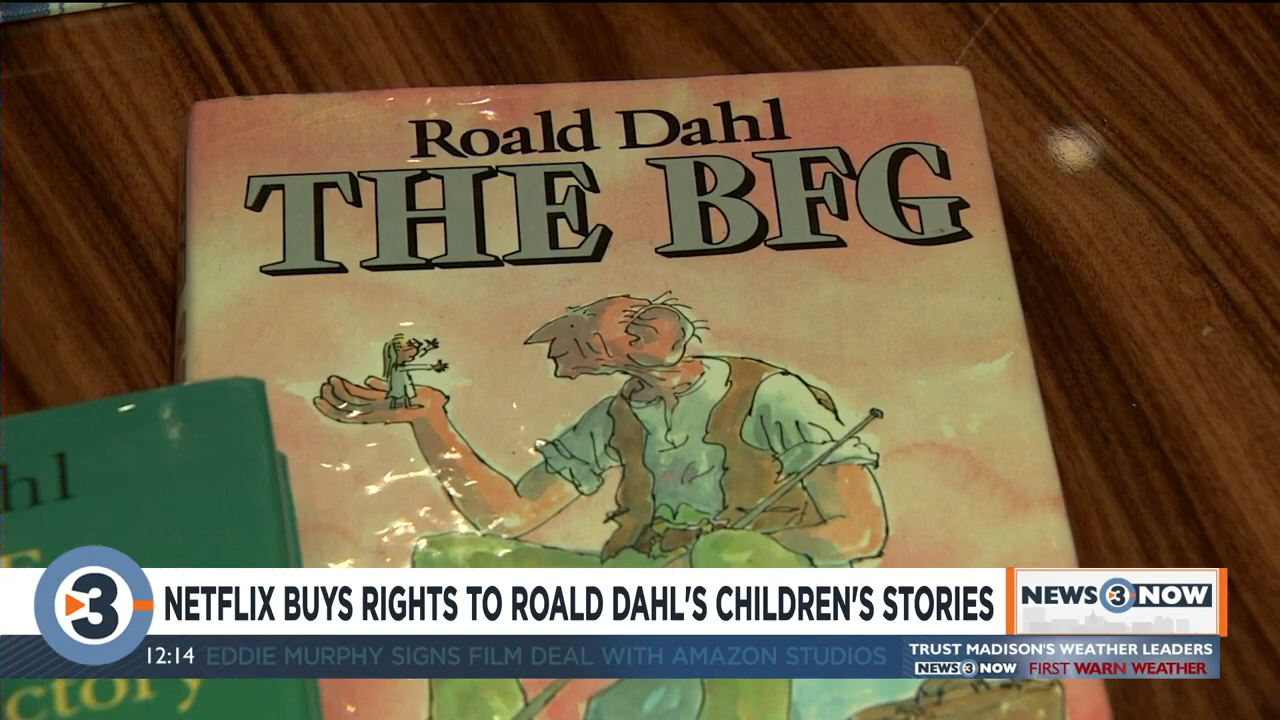 Roald Dahl
THE BFG
hl
3
NETFLIX BUYS RIGHTS TO ROALD DAHL'S CHILDREN'S STORIES
NEWS 3 NOW
12:14 EDDIE MURPHY SIGNS FILM DEAL WITH AMAZON STUDIOS
TRUST MADISON'S WEATHER LEADERS
NEWS 3 NOW FIRST WARN WEATHER
ctory